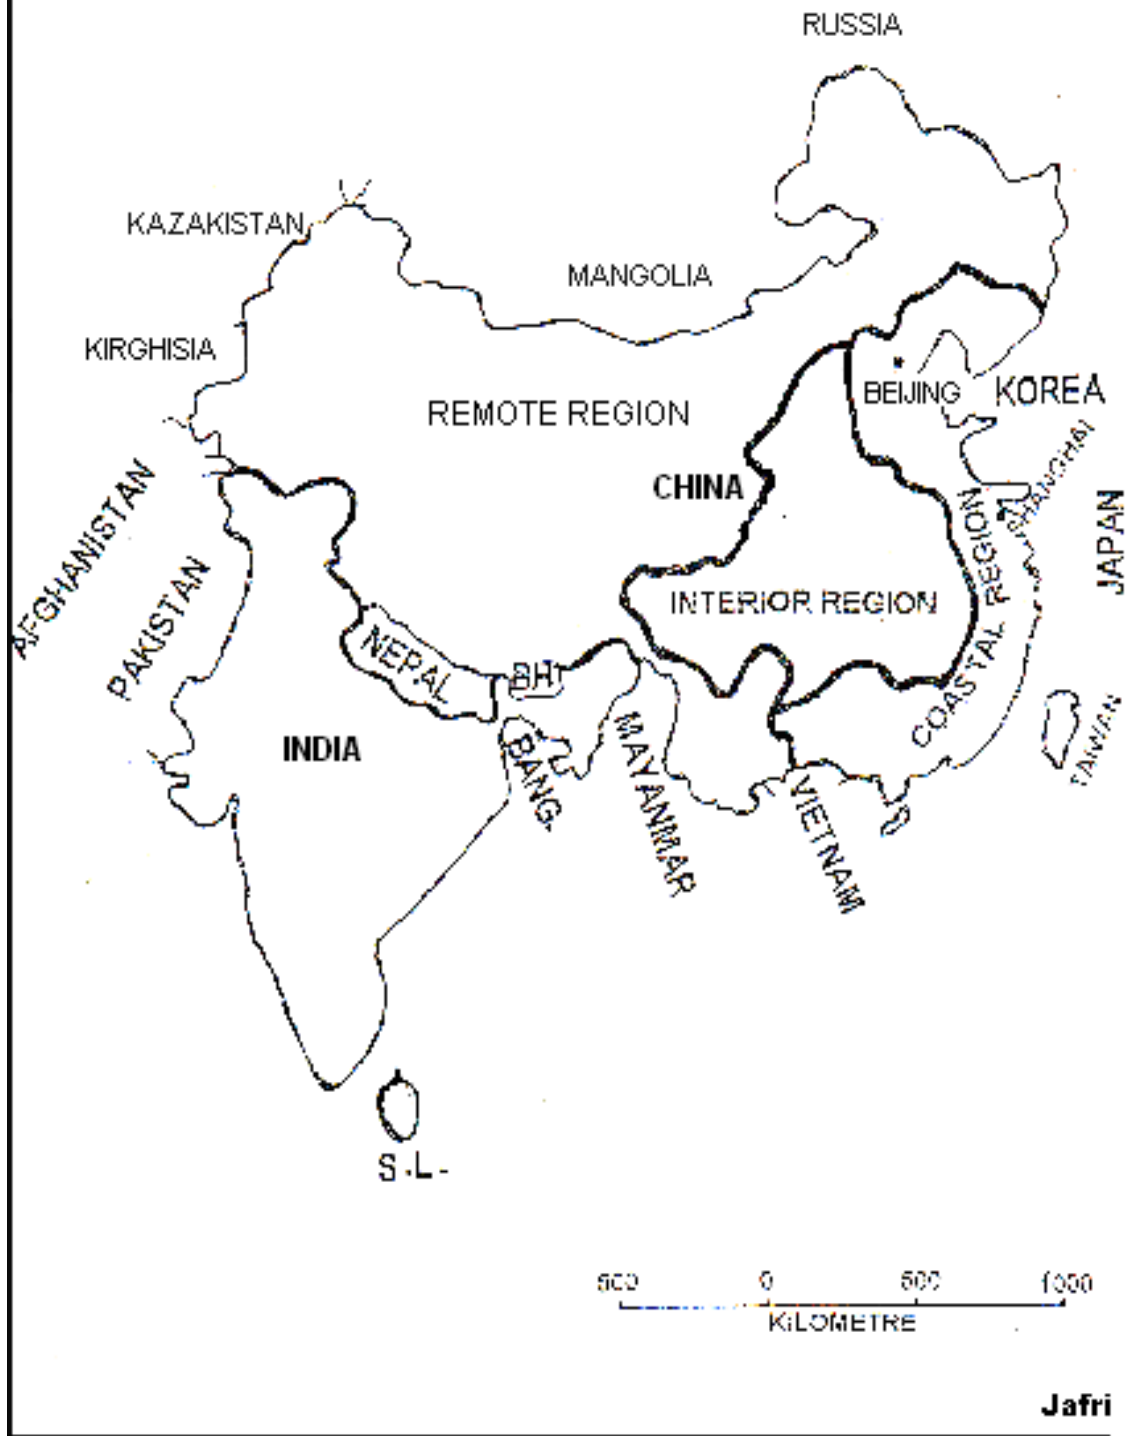 RUSSIA
KAZAKISTAN
MANGOLIA
KIRGHISIA
BEIJING
KOREA
REMOTE REGION
SHANGHAI
CHINA
AFGHANISTAN
JAPAN
PAKISTAN
INTERIOR REGION
COASTAL REGION
NEPAL
BHT
INDIA
BANG.
MAYANMAR
TAIWAN
VIETNAM
S.L.
500 0 500 1000
KILOMETRE
Jafri